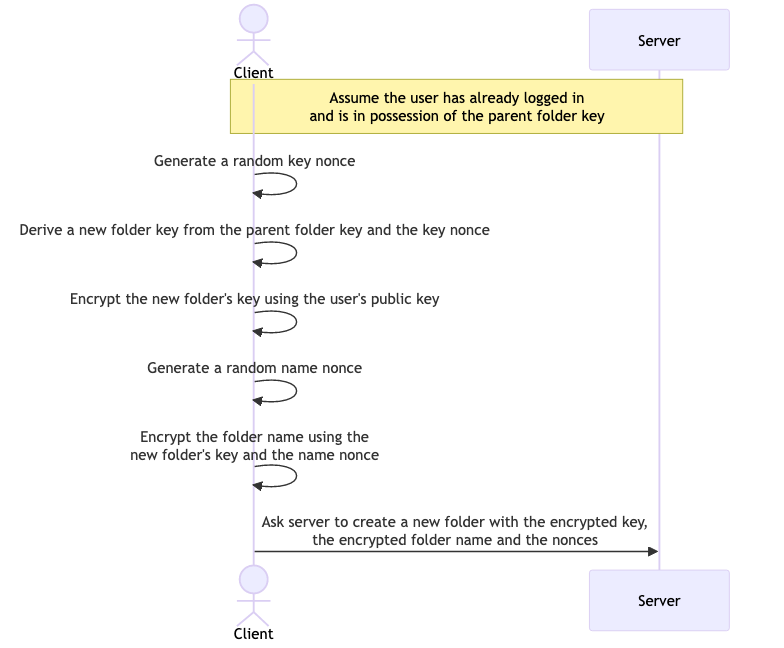 Client
Server
Assume the user has already logged in
and is in possession of the parent folder key
Generate a random key nonce
Derive a new folder key from the parent folder key and the key nonce
Encrypt the new folder's key using the user's public key
Generate a random name nonce
Encrypt the folder name using the
new folder's key and the name nonce
Ask server to create a new folder with the encrypted key,
the encrypted folder name and the nonces
Client
Server